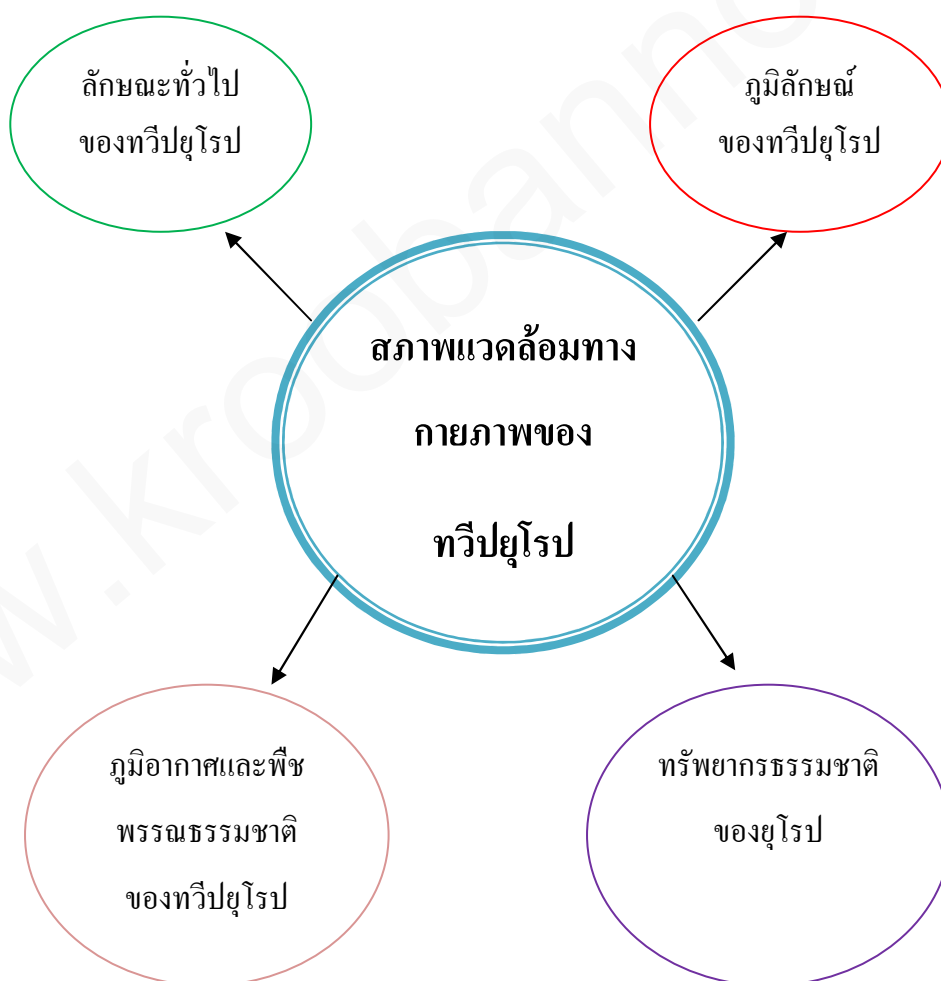 ลักษณะทั่วไป
ของทวีปยุโรป
ภูมิลักษณ์
ของทวีปยุโรป
สภาพแวดล้อมทาง
กายภาพของ
ทวีปยุโรป
ภูมิอากาศและพืช
พรรณธรรมชาติ
ของทวีปยุโรป
ทรัพยากรธรรมชาติ
ของยุโรป
w.kroobann